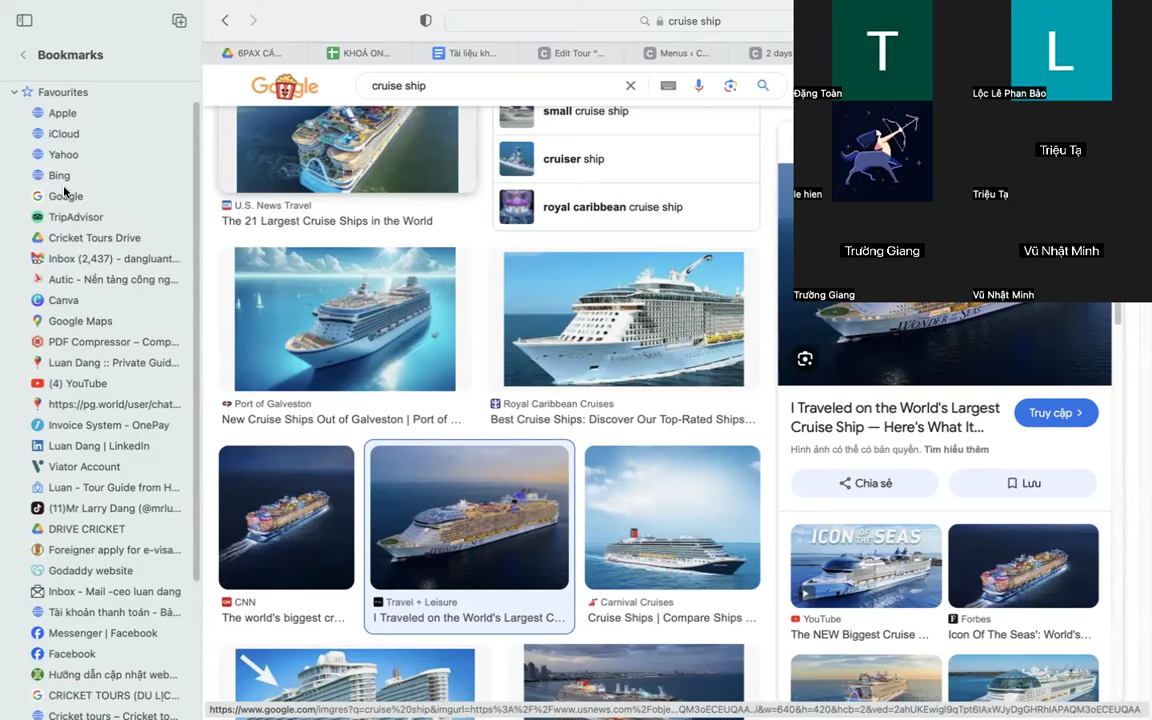 Bookmarks
Favourites
Apple
iCloud
Yahoo
Bing
Google
TripAdvisor
Cricket Tours Drive
Inbox (2,437) - dangluant...
Autic - Nền tảng công ng...
Canva
Google Maps
PDF Compressor – Comp...
Luan Dang :: Private Guid...
(4) YouTube
https://pg.world/user/chat...
Invoice System - OnePay
Luan Dang | LinkedIn
Viator Account
Luan - Tour Guide from H...
(11)Mr Larry Dang (@mrlu...
DRIVE CRICKET
Foreigner apply for e-visa...
Godaddy website
Inbox - Mail -ceo luan dang
Tài khoản thanh toán - Bả...
Messenger | Facebook
Facebook
Hướng dẫn cập nhật web...
CRICKET TOURS (DU LỊC...
Cricket tours – Cricket to...
cruise ship
6PAX CÁ...
KHOÁ ON...
Tài liệu kh...
Edit Tour "...
Menus ‹ C...
2 days
cruise ship
small cruise ship
cruiser ship
royal caribbean cruise ship
U.S. News Travel
The 21 Largest Cruise Ships in the World
Port of Galveston
New Cruise Ships Out of Galveston | Port of ...
Royal Caribbean Cruises
Best Cruise Ships: Discover Our Top-Rated Ships...
CNN
The world's biggest cr...
Travel + Leisure
I Traveled on the World's Largest C...
Carnival Cruises
Cruise Ships | Compare Ships ...
WONDER OF THE SEAS
I Traveled on the World's Largest
Cruise Ship — Here's What It...
Truy cập
Hình ảnh có thể có bản quyền. Tìm hiểu thêm
Chia sẻ
Lưu
ICON OF THE SEAS
YouTube
The NEW Biggest Cruise ...
Forbes
Icon Of The Seas': World's...
T
Đặng Toàn
L
Lộc Lê Phan Bảo
le hien
Triệu Tạ
Triệu Tạ
Trường Giang
Trường Giang
Vũ Nhật Minh
Vũ Nhật Minh